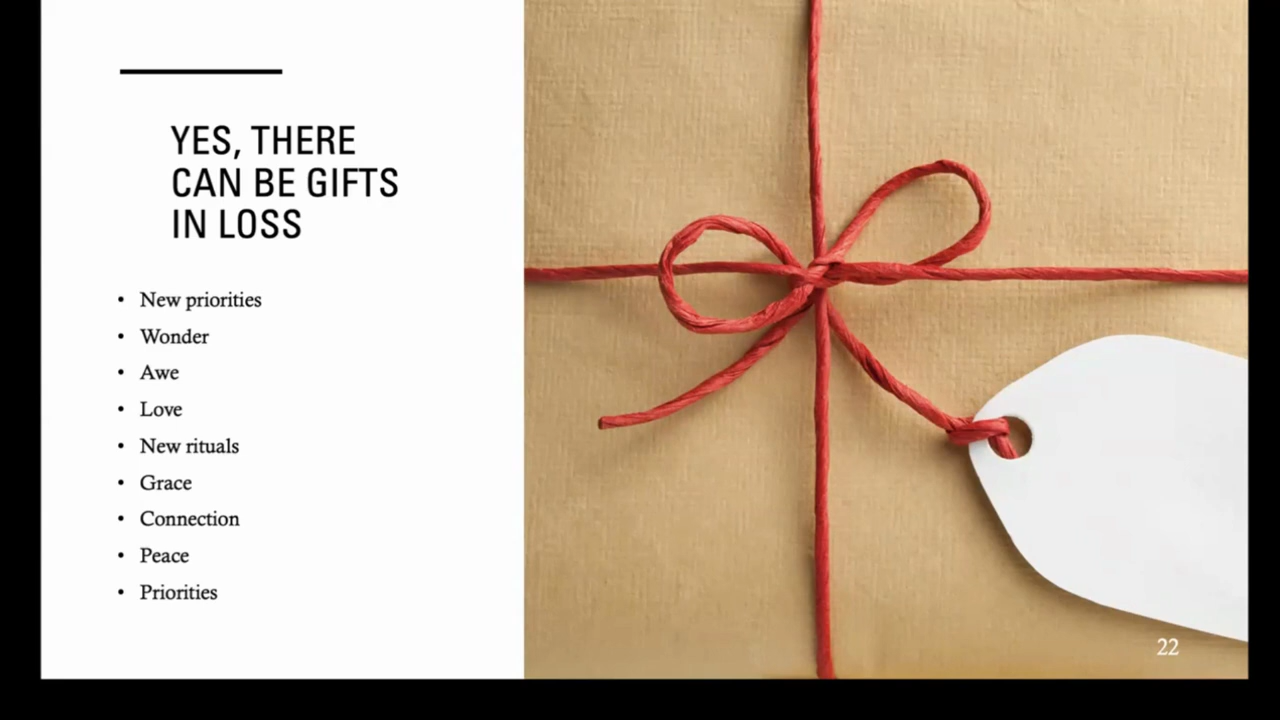 YES, THERE
CAN BE GIFTS
IN LOSS
• New priorities
• Wonder
• Awe
• Love
• New rituals
• Grace
• Connection
• Peace
• Priorities
22